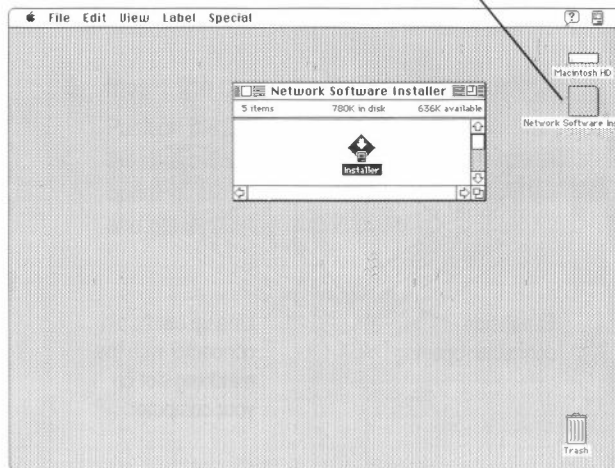 File Edit View Label Special
Macintosh HD
Network Software Ins
Network Software Installer
5 items 780K in disk 636K available
Installer
Trash